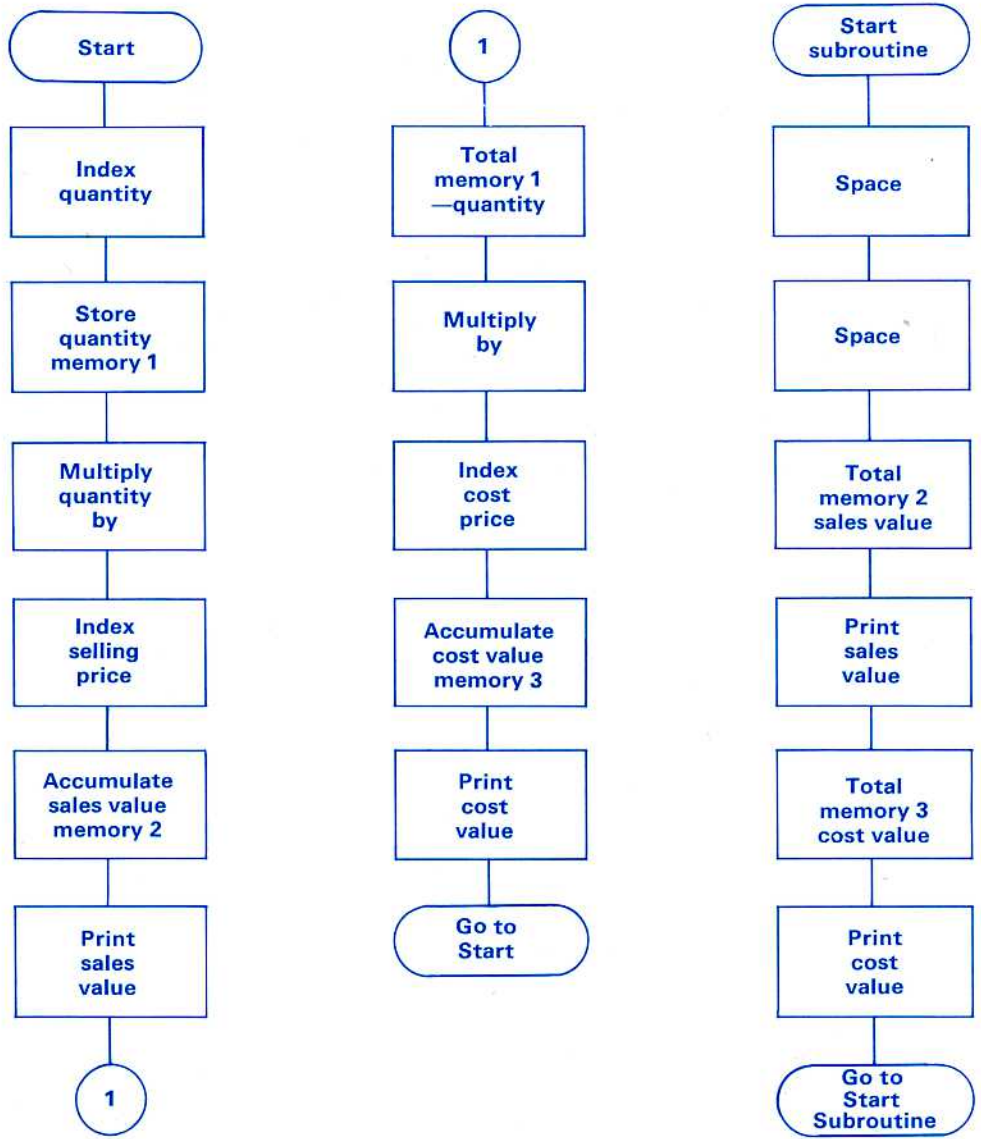 Start
Index
quantity
Store
quantity
memory 1
Multiply
quantity
by
Index
selling
price
Accumulate
sales value
memory 2
Print
sales
value
1
1
Total
memory 1
—quantity
Multiply
by
Index
cost
price
Accumulate
cost value
memory 3
Print
cost
value
Go to
Start
Start
subroutine
Space
Space
Total
memory 2
sales value
Print
sales
value
Total
memory 3
cost value
Print
cost
value
Go to
Start
Subroutine